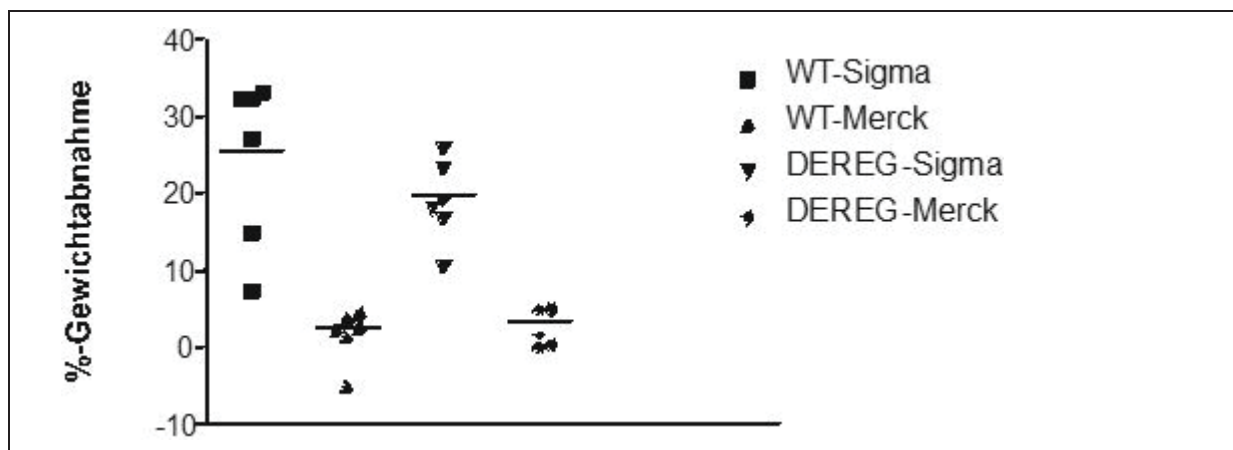 %-Gewichtabnahme
40
30
20
10
0
-10
WT-Sigma
WT-Merck
DEREG-Sigma
DEREG-Merck